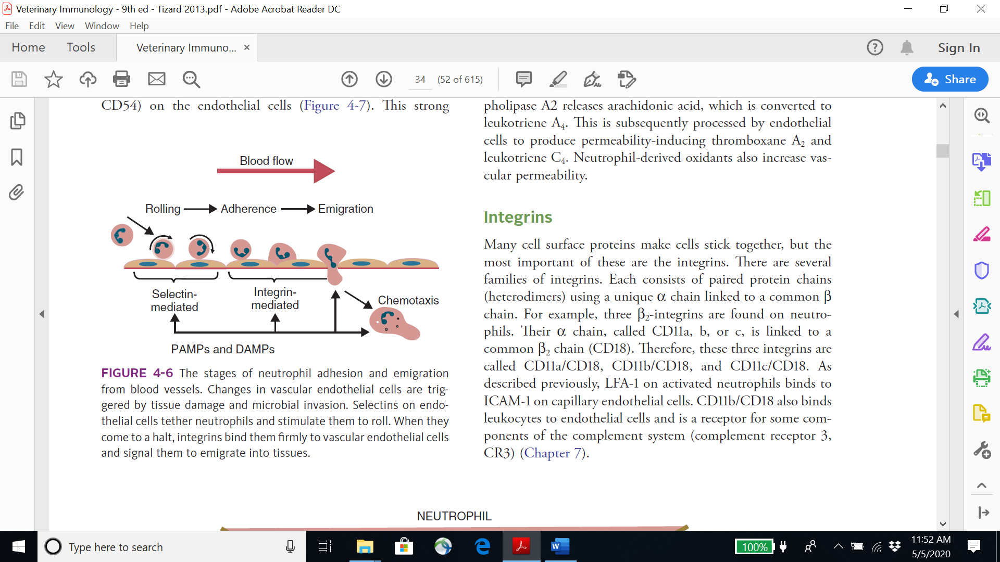 Veterinary Immunology - 9th ed - Tizard 2013.pdf - Adobe Acrobat Reader DC
File Edit View Window Help
Home Tools Veterinary Immuno... × Sign In
34 (52 of 615) Share
CD54) on the endothelial cells (Figure 4-7). This strong
Blood flow
Rolling Adherence Emigration
Selectin-
mediated
Integrin-
mediated
Chemotaxis
PAMPs and DAMPs
FIGURE 4-6 The stages of neutrophil adhesion and emigration
from blood vessels. Changes in vascular endothelial cells are trig-
gered by tissue damage and microbial invasion. Selectins on endo-
thelial cells tether neutrophils and stimulate them to roll. When they
come to a halt, integrins bind them firmly to vascular endothelial cells
and signal them to emigrate into tissues.
pholipase A2 releases arachidonic acid, which is converted to
leukotriene A₄. This is subsequently processed by endothelial
cells to produce permeability-inducing thromboxane A₂ and
leukotriene C₄. Neutrophil-derived oxidants also increase vas-
cular permeability.
Integrins
Many cell surface proteins make cells stick together, but the
most important of these are the integrins. There are several
families of integrins. Each consists of paired protein chains
(heterodimers) using a unique α chain linked to a common β
chain. For example, three β₂-integrins are found on neutro-
phils. Their α chain, called CD11a, b, or c, is linked to a
common β₂ chain (CD18). Therefore, these three integrins are
called CD11a/CD18, CD11b/CD18, and CD11c/CD18. As
described previously, LFA-1 on activated neutrophils binds to
ICAM-1 on capillary endothelial cells. CD11b/CD18 also binds
leukocytes to endothelial cells and is a receptor for some com-
ponents of the complement system (complement receptor 3,
CR3) (Chapter 7).
NEUTROPHIL
Type here to search
100%
11:52 AM
5/5/2020